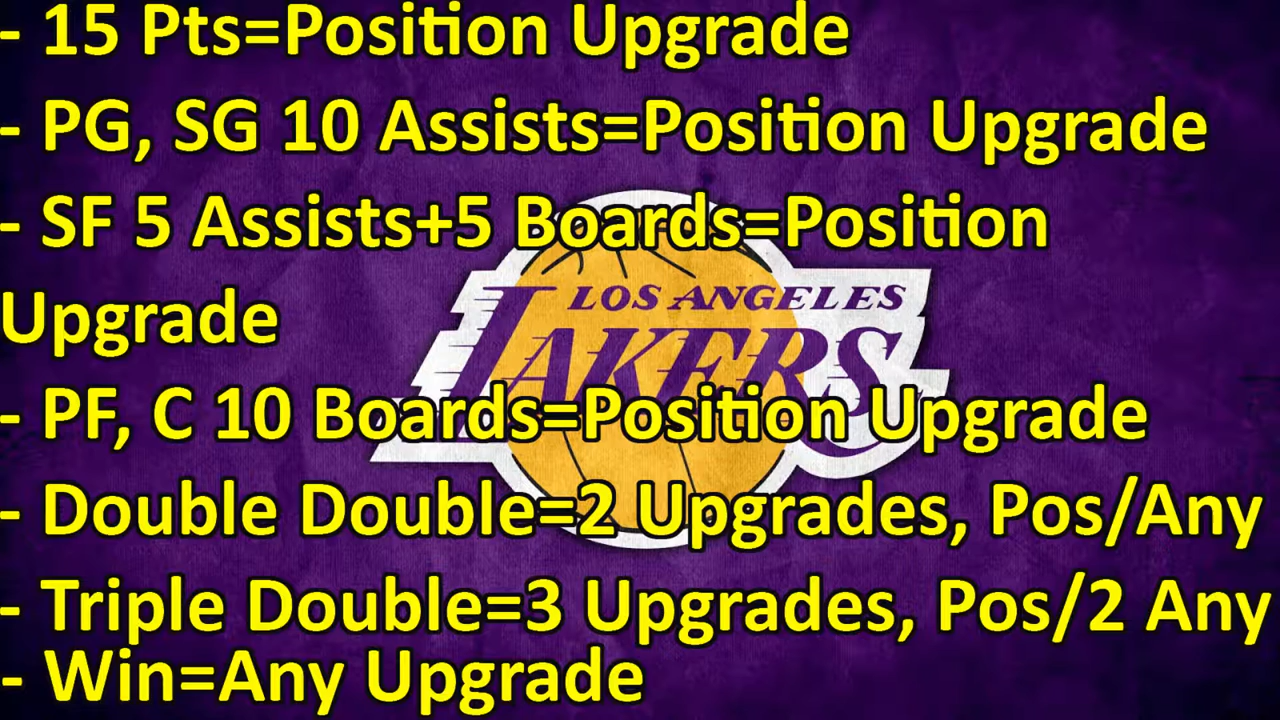 - 15 Pts=Position Upgrade
- PG, SG 10 Assists=Position Upgrade
- SF 5 Assists+5 Boards=Position
Upgrade
LOS ANGELES
LAKERS
- PF, C 10 Boards=Position Upgrade
- Double Double=2 Upgrades, Pos/Any
- Triple Double=3 Upgrades, Pos/2 Any
- Win=Any Upgrade